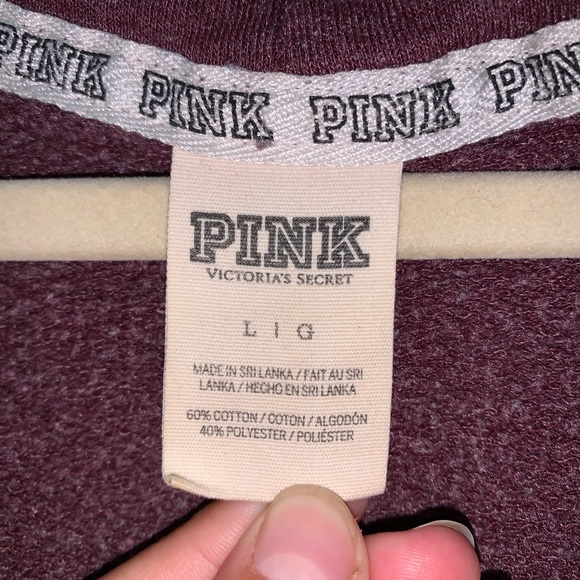 PINK PINK PINK PINK
PINK
VICTORIA'S SECRET
L | G
MADE IN SRI LANKA / FAIT AU SRI
LANKA / HECHO EN SRI LANKA
60% COTTON / COTON / ALGODÓN
40% POLYESTER / POLIÉSTER